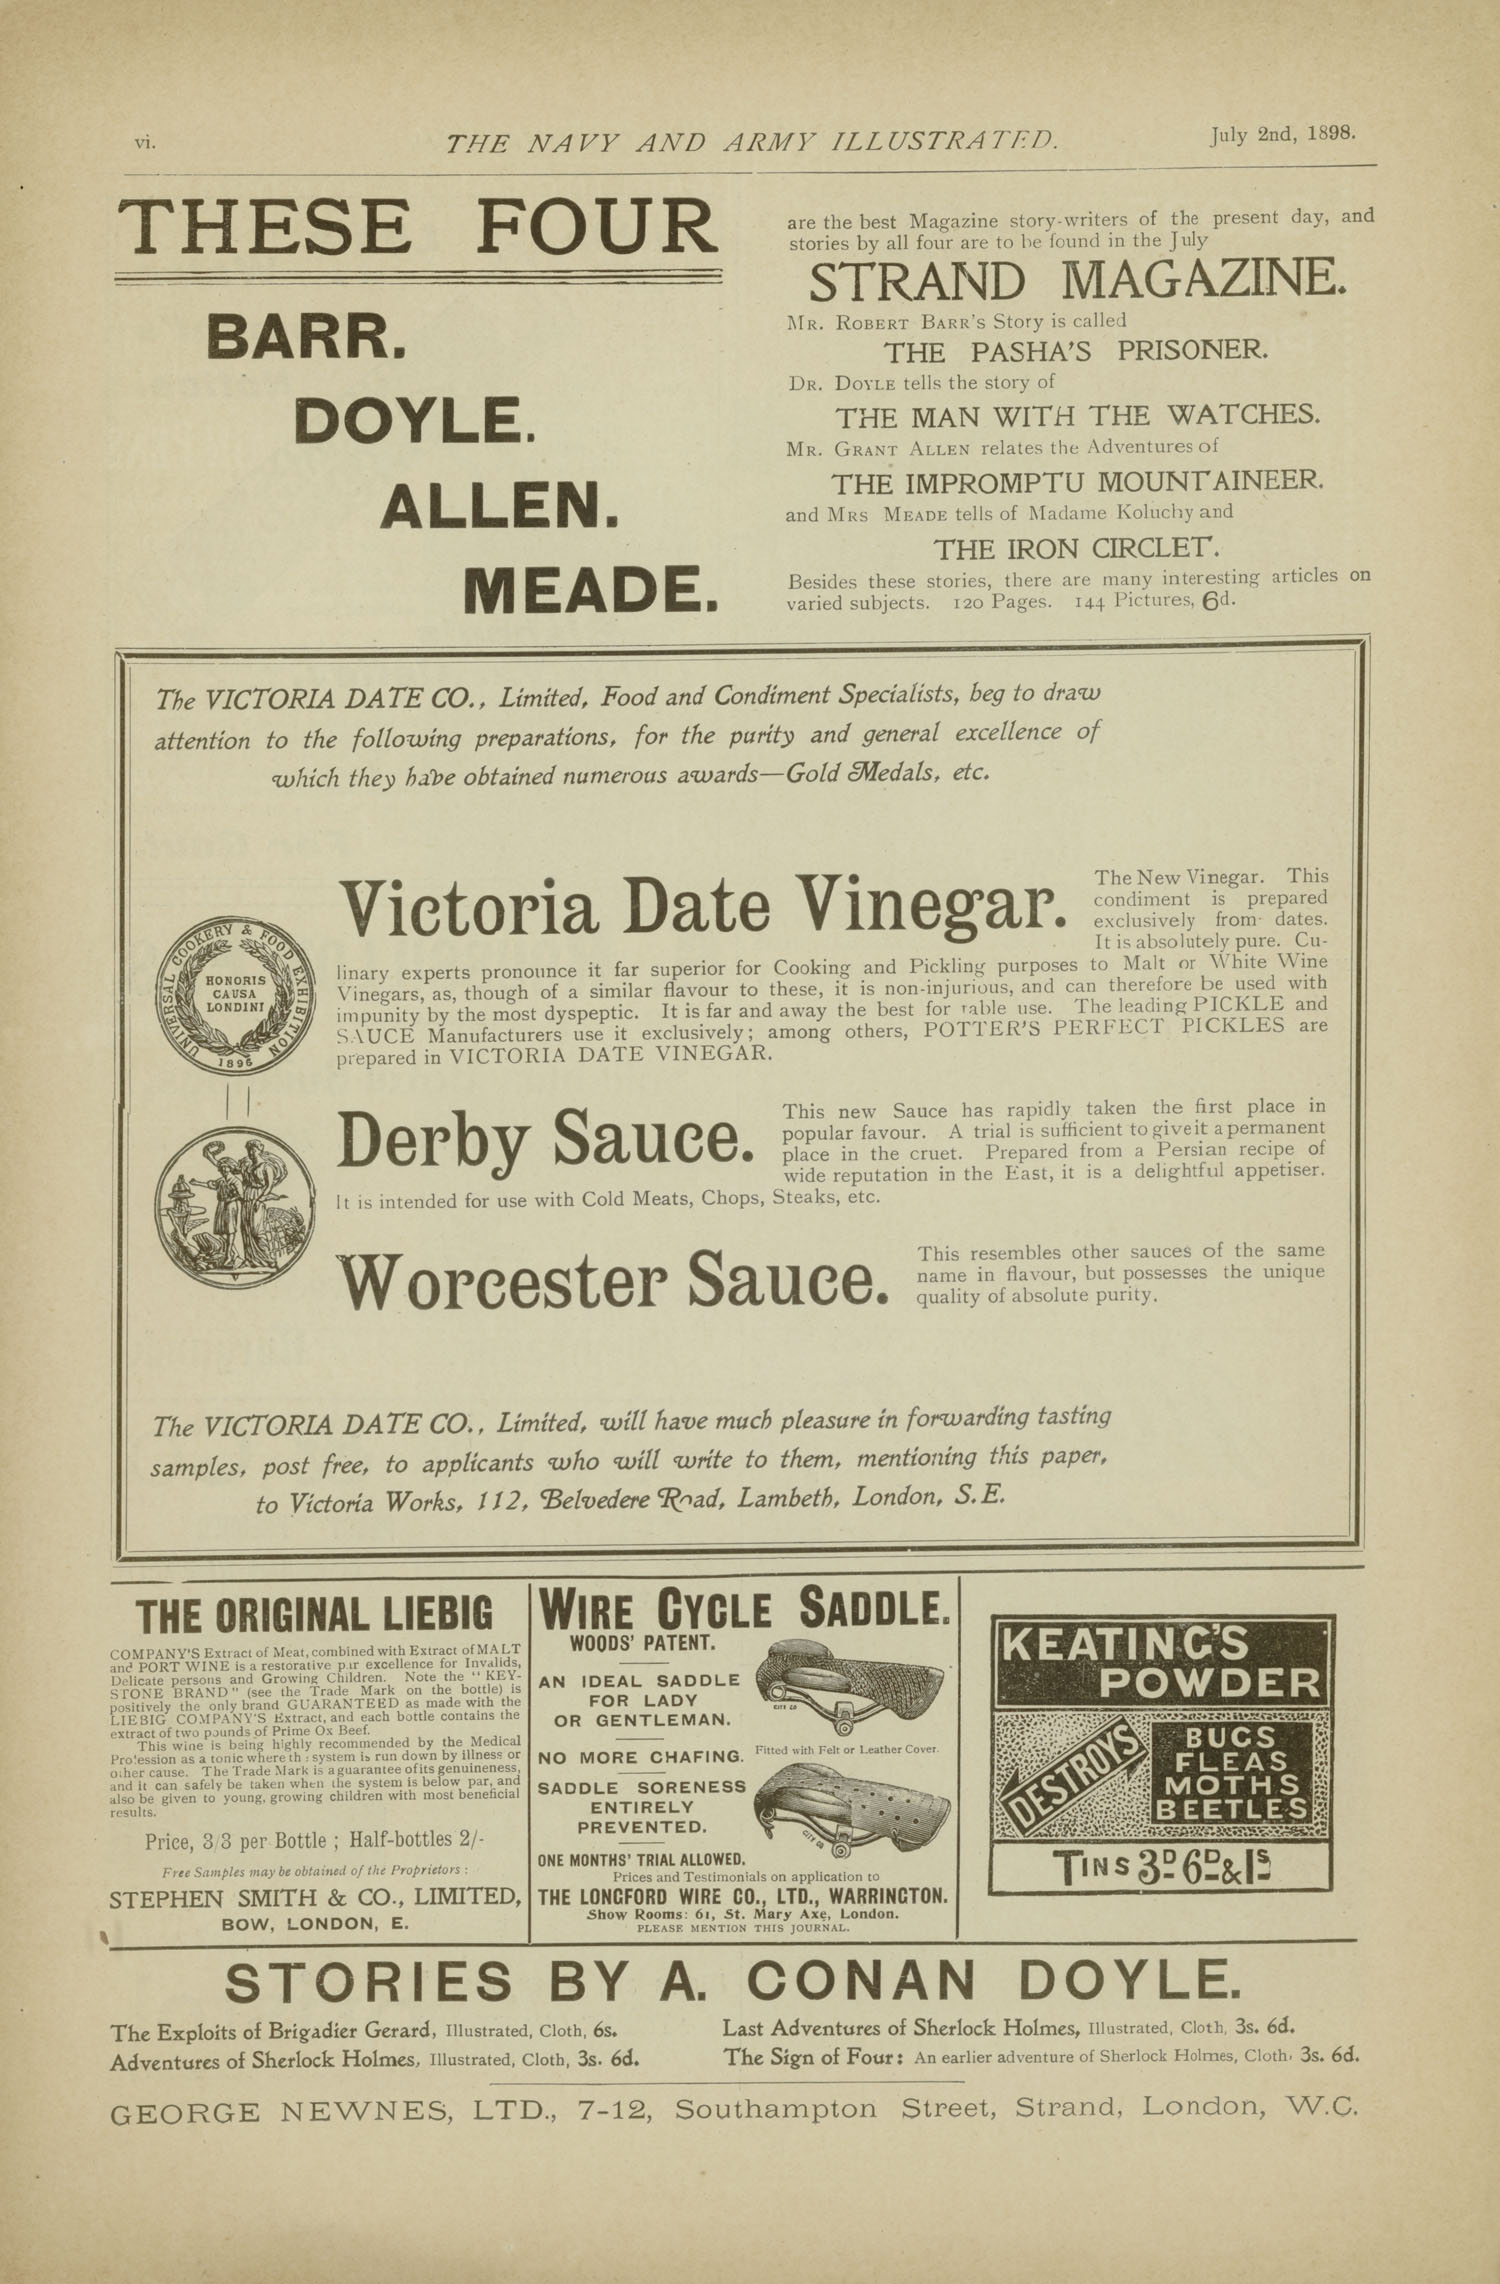 vi.
THE NAVY AND ARMY ILLUSTRATED.
July 2nd, 1898.
THESE FOUR
BARR.
DOYLE.
ALLEN.
MEADE.
are the best Magazine story-writers of the present day, and
stories by all four are to be found in the July
STRAND MAGAZINE.
MR. ROBERT BARR'S Story is called
THE PASHA'S PRISONER.
DR. DOYLE tells the story of
THE MAN WITH THE WATCHES.
MR. GRANT ALLEN relates the Adventures of
THE IMPROMPTU MOUNTAINEER.
and MRS MEADE tells of Madame Koluchy and
THE IRON CIRCLET.
Besides these stories, there are many interesting articles on
varied subjects. 120 Pages. 144 Pictures, 6d.
The VICTORIA DATE CO., Limited, Food and Condiment Specialists, beg to draw
attention to the following preparations, for the purity and general excellence of
which they have obtained numerous awards—Gold Medals, etc.
UNIVERSAL COOKERY & FOOD EXHIBITION
HONORIS
CAUSA
LONDINI
1896
Victoria Date Vinegar.
The New Vinegar. This
condiment is prepared
exclusively from dates.
It is absolutely pure. Cu-
linary experts pronounce it far superior for Cooking and Pickling purposes to Malt or White Wine
Vinegars, as, though of a similar flavour to these, it is non-injurious, and can therefore be used with
impunity by the most dyspeptic. It is far and away the best for table use. The leading PICKLE and
SAUCE Manufacturers use it exclusively; among others, POTTER'S PERFECT PICKLES are
prepared in VICTORIA DATE VINEGAR.
Derby Sauce.
This new Sauce has rapidly taken the first place in
popular favour. A trial is sufficient to give it a permanent
place in the cruet. Prepared from a Persian recipe of
wide reputation in the East, it is a delightful appetiser.
It is intended for use with Cold Meats, Chops, Steaks, etc.
Worcester Sauce.
This resembles other sauces of the same
name in flavour, but possesses the unique
quality of absolute purity.
The VICTORIA DATE CO., Limited, will have much pleasure in forwarding tasting
samples, post free, to applicants who will write to them, mentioning this paper,
to Victoria Works, 112, Belvedere Road, Lambeth, London, S.E.
THE ORIGINAL LIEBIG
COMPANY'S Extract of Meat, combined with Extract of MALT
and PORT WINE is a restorative par excellence for Invalids,
Delicate persons and Growing Children. Note the "KEY-
STONE BRAND" (see the Trade Mark on the bottle) is
positively the only brand GUARANTEED as made with the
LIEBIG COMPANY'S Extract, and each bottle contains the
extract of two pounds of Prime Ox Beef.
This wine is being highly recommended by the Medical
Profession as a tonic where the system is run down by illness or
other cause. The Trade Mark is a guarantee of its genuineness,
and it can safely be taken when the system is below par, and
also be given to young, growing children with most beneficial
results.
Price, 3/3 per Bottle; Half-bottles 2/-
Free Samples may be obtained of the Proprietors:
STEPHEN SMITH & CO., LIMITED,
BOW, LONDON, E.
WIRE CYCLE SADDLE.
WOODS' PATENT.
AN IDEAL SADDLE
FOR LADY
OR GENTLEMAN.
CITY CO
NO MORE CHAFING.
Fitted with Felt or Leather Cover.
SADDLE SORENESS
ENTIRELY
PREVENTED.
CITY CO
ONE MONTHS' TRIAL ALLOWED.
Prices and Testimonials on application to
THE LONGFORD WIRE CO., LTD., WARRINGTON.
Show Rooms: 61, St. Mary Axe, London.
PLEASE MENTION THIS JOURNAL.
KEATING'S
POWDER
DESTROYS
BUGS
FLEAS
MOTHS
BEETLES
TINS 3D 6D & 1S
STORIES BY A. CONAN DOYLE.
The Exploits of Brigadier Gerard, Illustrated, Cloth, 6s.
Adventures of Sherlock Holmes, Illustrated, Cloth, 3s. 6d.
Last Adventures of Sherlock Holmes, Illustrated, Cloth, 3s. 6d.
The Sign of Four: An earlier adventure of Sherlock Holmes, Cloth, 3s. 6d.
GEORGE NEWNES, LTD., 7-12, Southampton Street, Strand, London, W.C.